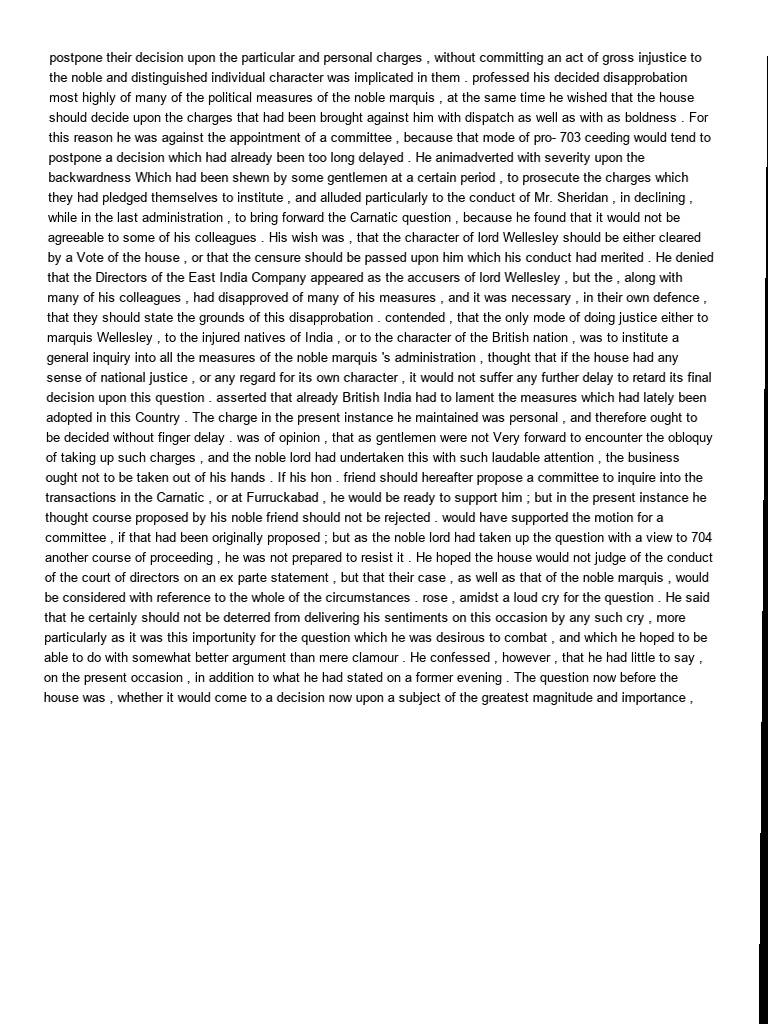 postpone their decision upon the particular and personal charges , without committing an act of gross injustice to
the noble and distinguished individual character was implicated in them . professed his decided disapprobation
most highly of many of the political measures of the noble marquis , at the same time he wished that the house
should decide upon the charges that had been brought against him with dispatch as well as with as boldness . For
this reason he was against the appointment of a committee , because that mode of pro- 703 ceeding would tend to
postpone a decision which had already been too long delayed . He animadverted with severity upon the
backwardness Which had been shewn by some gentlemen at a certain period , to prosecute the charges which
they had pledged themselves to institute , and alluded particularly to the conduct of Mr. Sheridan , in declining ,
while in the last administration , to bring forward the Carnatic question , because he found that it would not be
agreeable to some of his colleagues . His wish was , that the character of lord Wellesley should be either cleared
by a Vote of the house , or that the censure should be passed upon him which his conduct had merited . He denied
that the Directors of the East India Company appeared as the accusers of lord Wellesley , but the , along with
many of his colleagues , had disapproved of many of his measures , and it was necessary , in their own defence ,
that they should state the grounds of this disapprobation . contended , that the only mode of doing justice either to
marquis Wellesley , to the injured natives of India , or to the character of the British nation , was to institute a
general inquiry into all the measures of the noble marquis 's administration , thought that if the house had any
sense of national justice , or any regard for its own character , it would not suffer any further delay to retard its final
decision upon this question . asserted that already British India had to lament the measures which had lately been
adopted in this Country . The charge in the present instance he maintained was personal , and therefore ought to
be decided without finger delay . was of opinion , that as gentlemen were not Very forward to encounter the obloquy
of taking up such charges , and the noble lord had undertaken this with such laudable attention , the business
ought not to be taken out of his hands . If his hon . friend should hereafter propose a committee to inquire into the
transactions in the Carnatic , or at Furruckabad , he would be ready to support him ; but in the present instance he
thought course proposed by his noble friend should not be rejected . would have supported the motion for a
committee , if that had been originally proposed ; but as the noble lord had taken up the question with a view to 704
another course of proceeding , he was not prepared to resist it . He hoped the house would not judge of the conduct
of the court of directors on an ex parte statement , but that their case , as well as that of the noble marquis , would
be considered with reference to the whole of the circumstances . rose , amidst a loud cry for the question . He said
that he certainly should not be deterred from delivering his sentiments on this occasion by any such cry , more
particularly as it was this importunity for the question which he was desirous to combat , and which he hoped to be
able to do with somewhat better argument than mere clamour . He confessed , however , that he had little to say ,
on the present occasion , in addition to what he had stated on a former evening . The question now before the
house was , whether it would come to a decision now upon a subject of the greatest magnitude and importance ,